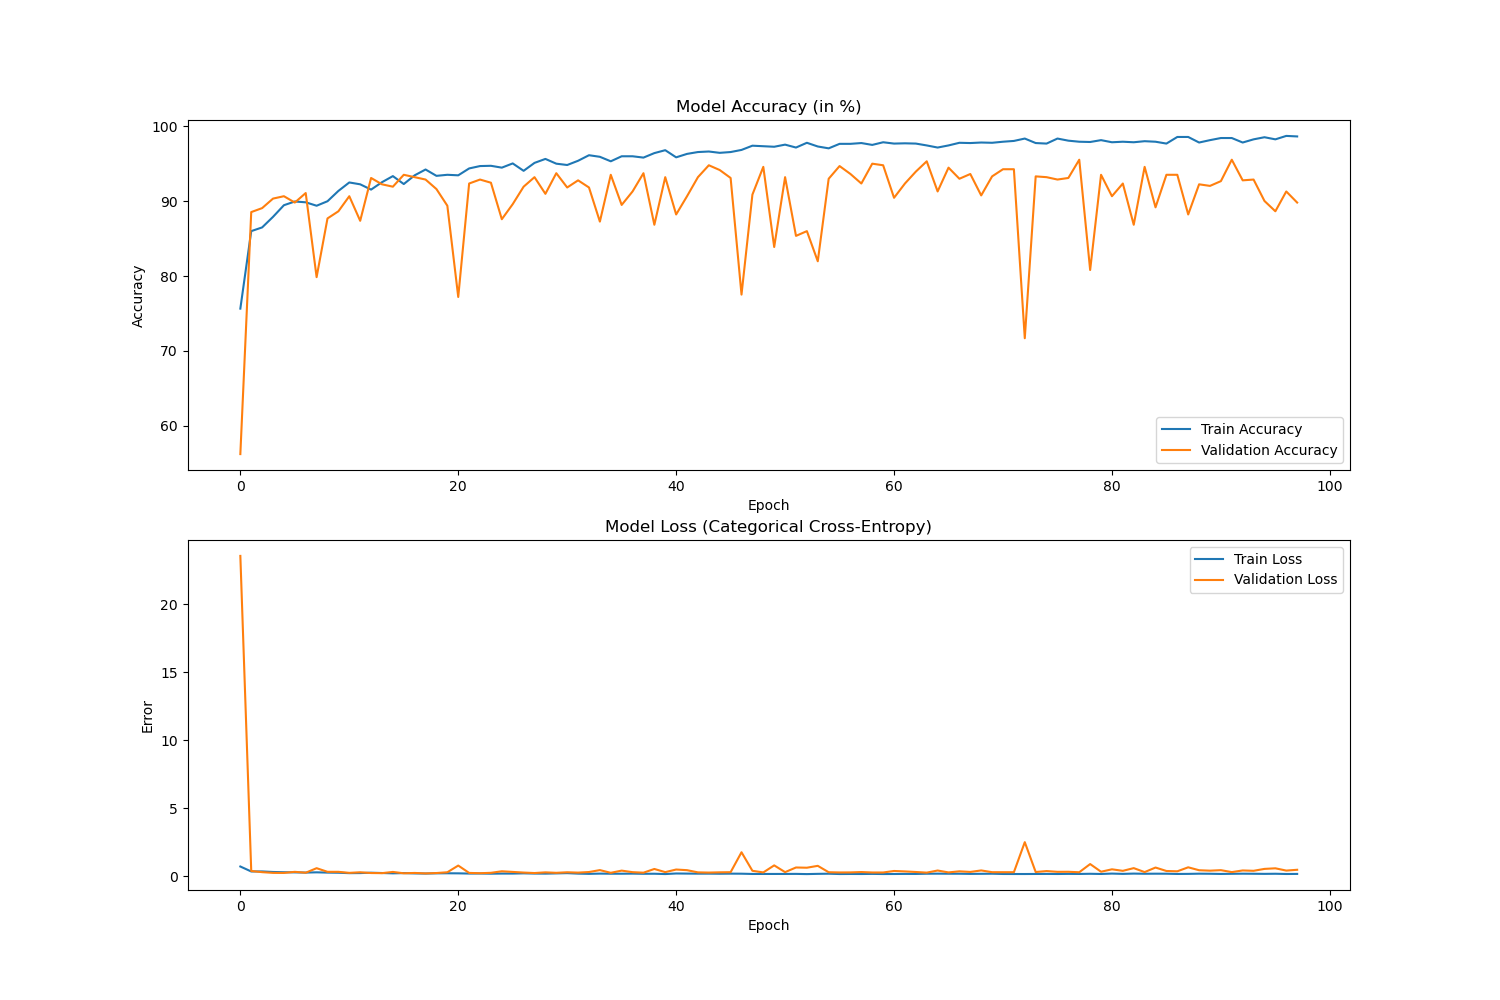 Model Accuracy (in %)
100
90
80
70
60
Accuracy
Train Accuracy
Validation Accuracy
0 20 40 60 80 100
Epoch
Model Loss (Categorical Cross-Entropy)
Train Loss
Validation Loss
20
15
10
5
0
Error
0 20 40 60 80 100
Epoch